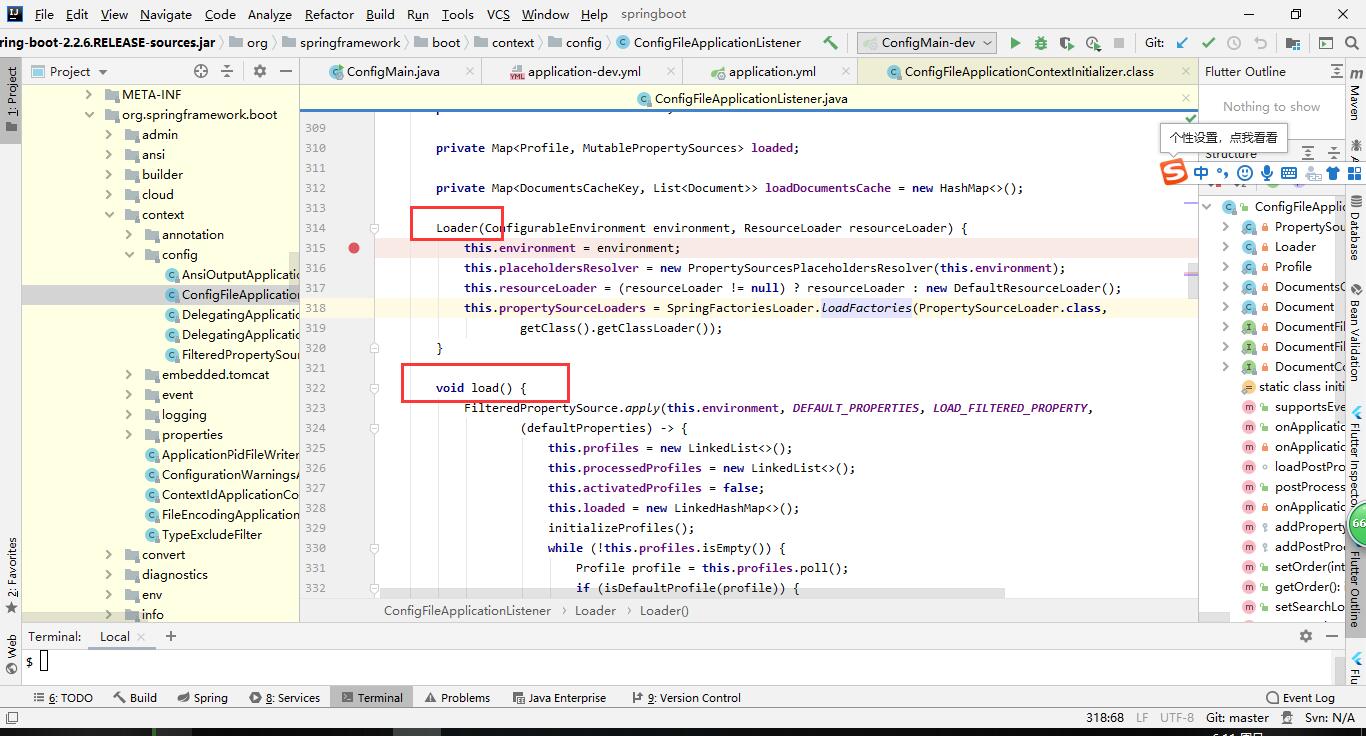 File Edit View Navigate Code Analyze Refactor Build Run Tools VCS Window Help springboot
ring-boot-2.2.6.RELEASE-sources.jar org springframework boot context config ConfigFileApplicationListener ConfigMain-dev Git:
Project ConfigMain.java application-dev.yml application.yml ConfigFileApplicationContextInitializer.class Flutter Outline
ConfigFileApplicationListener.java
Nothing to show
个性设置，点我看看
Structure
中
1: Project
2: Favorites
Web
META-INF
org.springframework.boot
admin
ansi
builder
cloud
context
annotation
config
AnsiOutputApplicatio
ConfigFileApplication
DelegatingApplicatio
DelegatingApplicatio
FilteredPropertySour
embedded.tomcat
event
logging
properties
ApplicationPidFileWriter
ConfigurationWarningsA
ContextIdApplicationCo
FileEncodingApplication
TypeExcludeFilter
convert
diagnostics
env
info
309
310 private Map<Profile, MutablePropertySources> loaded;
311
312 private Map<DocumentsCacheKey, List<Document>> loadDocumentsCache = new HashMap<>();
313
314 Loader(ConfigurableEnvironment environment, ResourceLoader resourceLoader) {
315 this.environment = environment;
316 this.placeholdersResolver = new PropertySourcesPlaceholdersResolver(this.environment);
317 this.resourceLoader = (resourceLoader != null) ? resourceLoader : new DefaultResourceLoader();
318 this.propertySourceLoaders = SpringFactoriesLoader.loadFactories(PropertySourceLoader.class,
319 getClass().getClassLoader());
320 }
321
322 void load() {
323 FilteredPropertySource.apply(this.environment, DEFAULT_PROPERTIES, LOAD_FILTERED_PROPERTY,
324 (defaultProperties) -> {
325 this.profiles = new LinkedList<>();
326 this.processedProfiles = new LinkedList<>();
327 this.activatedProfiles = false;
328 this.loaded = new LinkedHashMap<>();
329 initializeProfiles();
330 while (!this.profiles.isEmpty()) {
331 Profile profile = this.profiles.poll();
332 if (isDefaultProfile(profile)) {
ConfigFileApplicationListener Loader Loader()
ConfigFileApplic
PropertySou
Loader
Profile
DocumentsC
Document
DocumentFil
DocumentFil
DocumentCo
static class initi
supportsEve
onApplicatio
onApplicatio
loadPostPro
postProcess
onApplicatio
addProperty
addPostProc
setOrder(int
getOrder():
setSearchLo
Maven
Database
Bean Validation
Flutter Inspector
Flutter Outline
66
Terminal: Local
$
6: TODO Build Spring 8: Services Terminal Problems Java Enterprise 9: Version Control Event Log
318:68 LF UTF-8 Git: master Svn: N/A